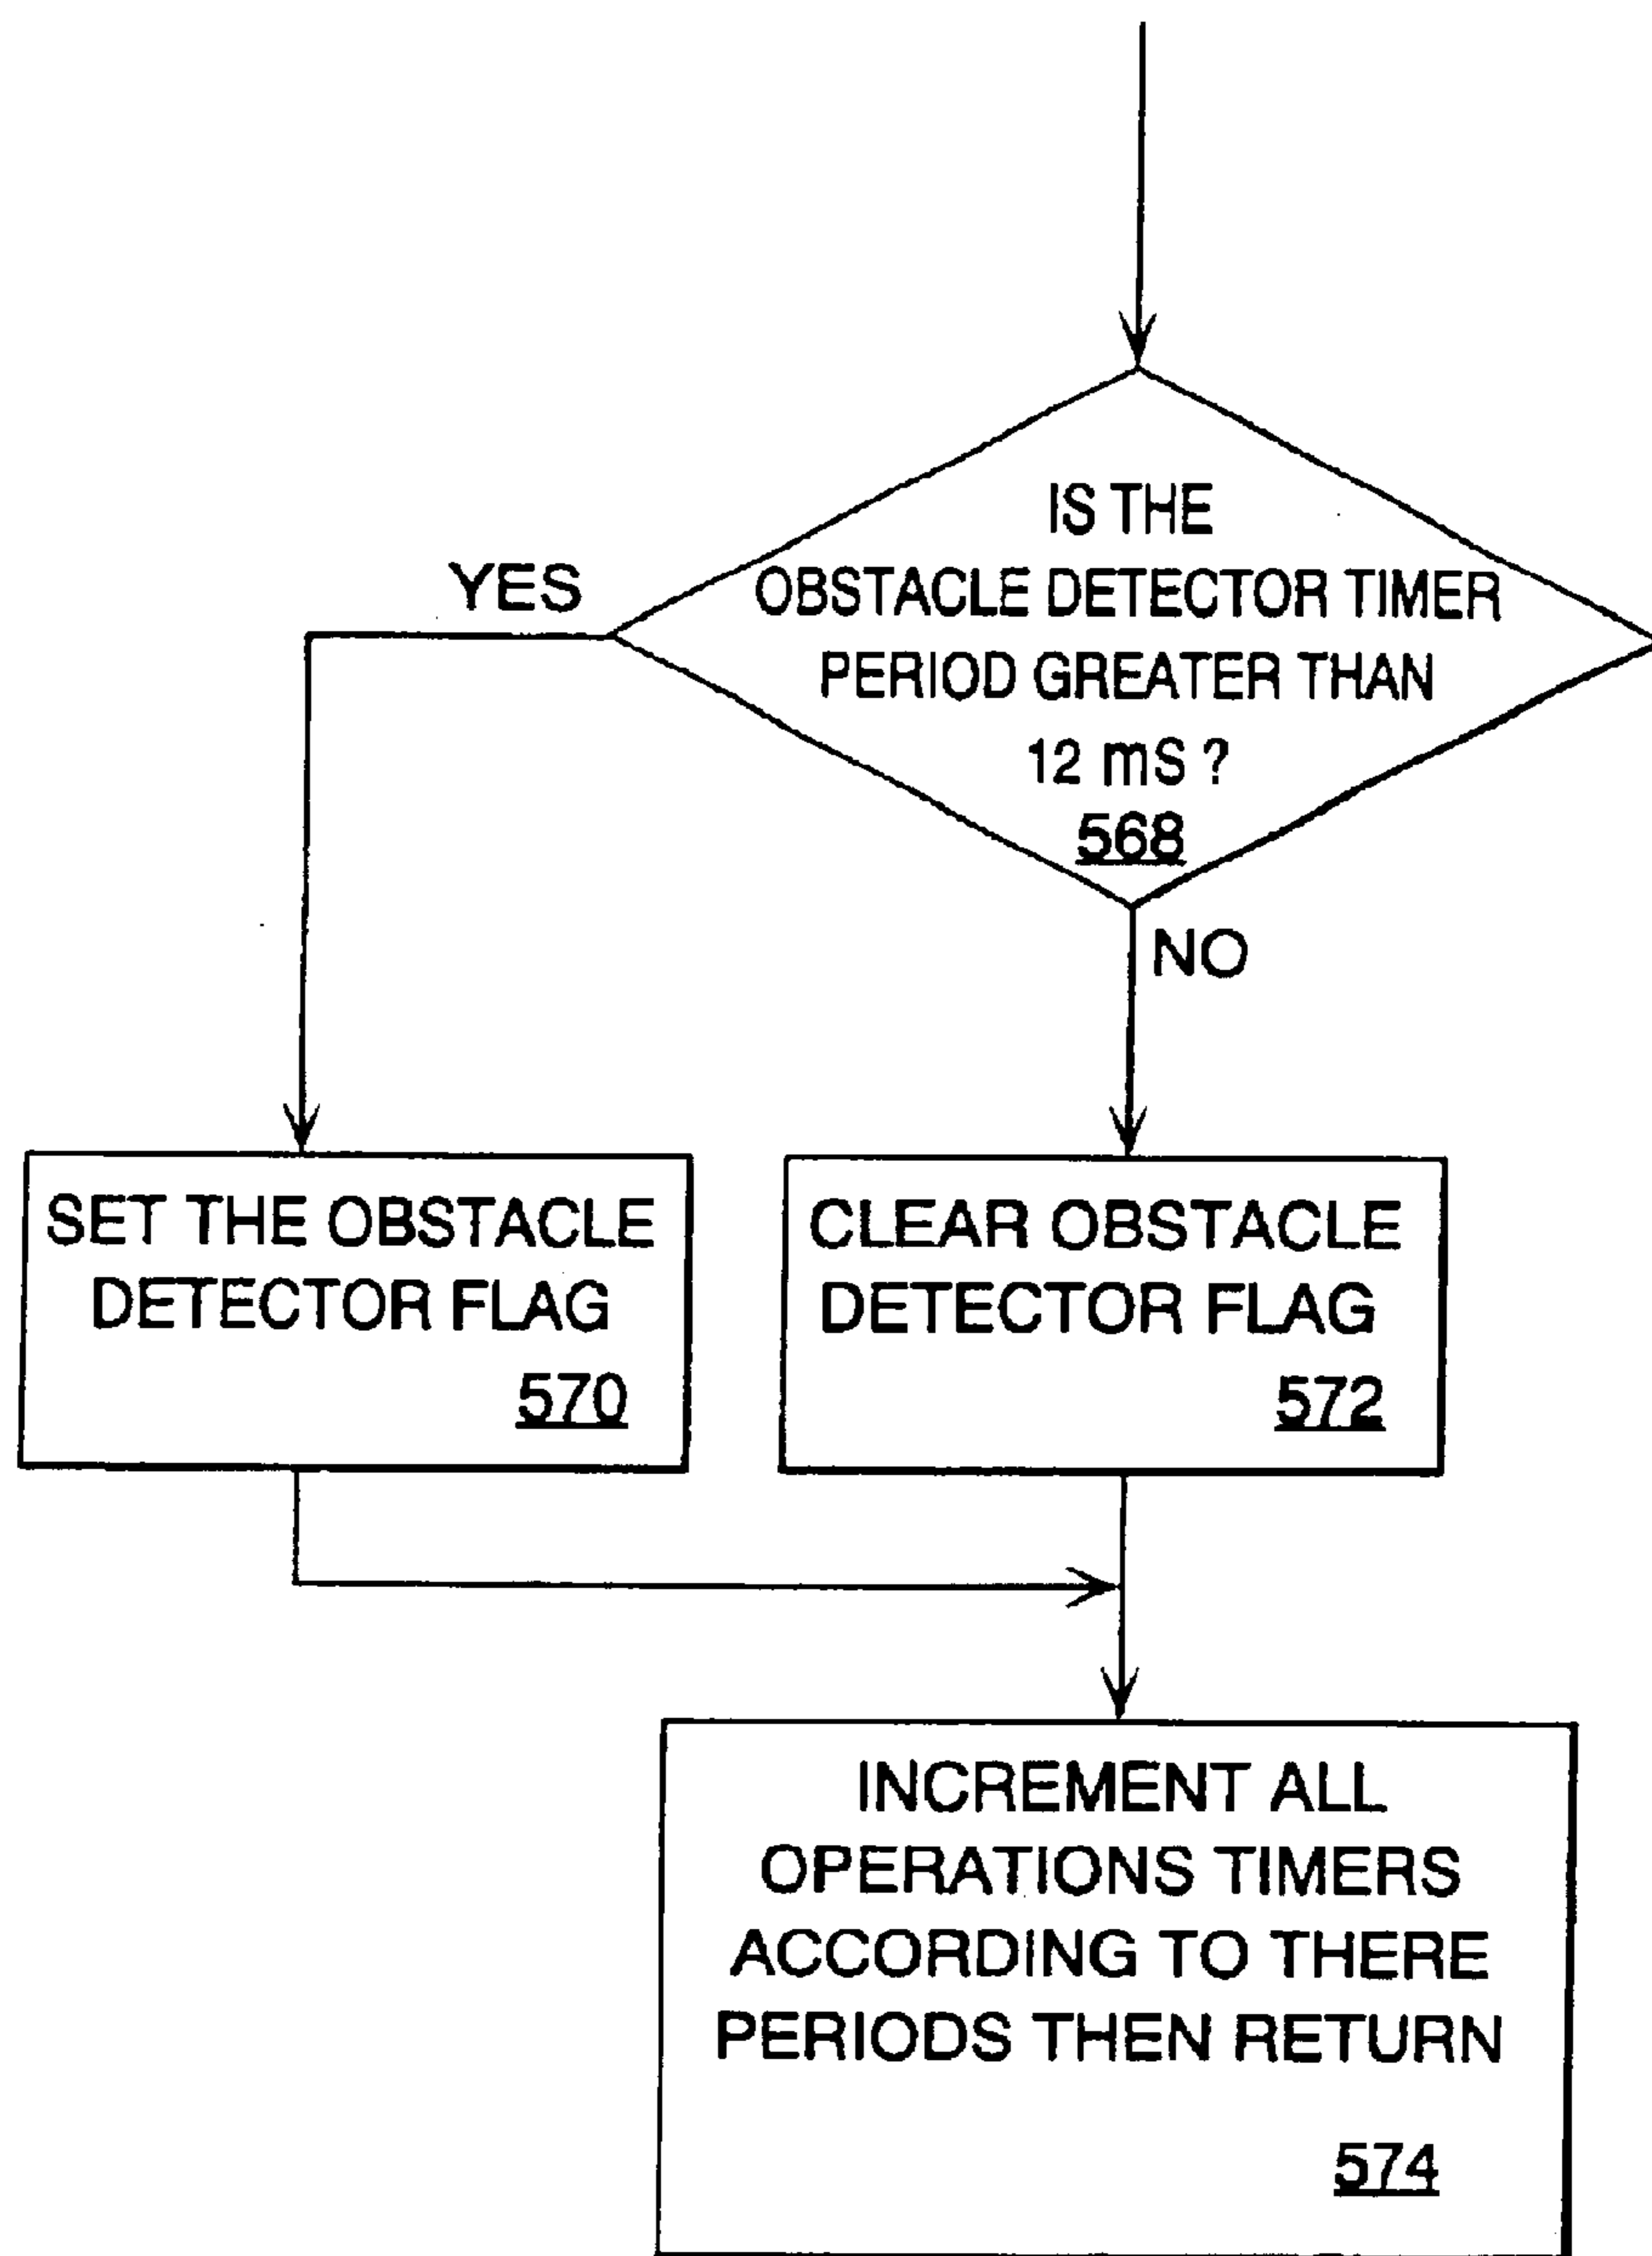 IS THE
OBSTACLE DETECTOR TIMER
PERIOD GREATER THAN
12 mS ?
568
YES
NO
SET THE OBSTACLE
DETECTOR FLAG
570
CLEAR OBSTACLE
DETECTOR FLAG
572
INCREMENT ALL
OPERATIONS TIMERS
ACCORDING TO THERE
PERIODS THEN RETURN
574